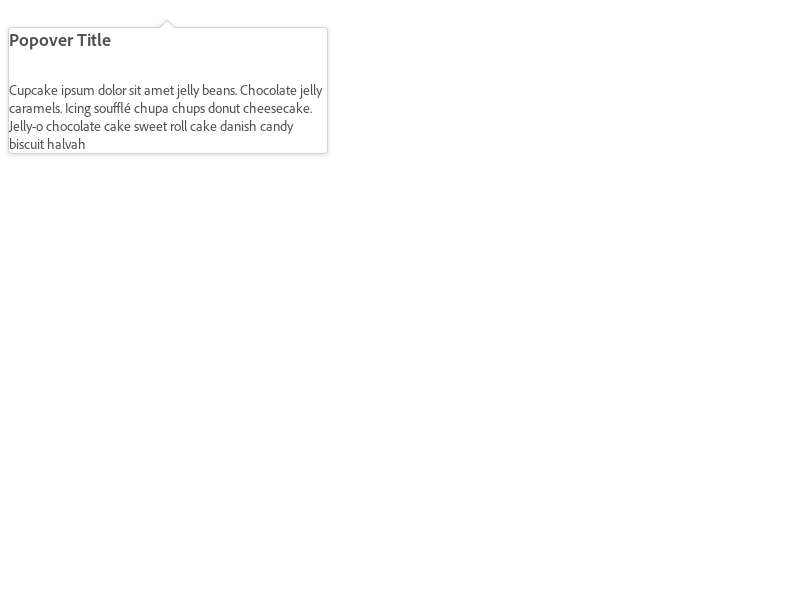 Popover Title
Cupcake ipsum dolor sit amet jelly beans. Chocolate jelly
caramels. Icing soufflé chupa chups donut cheesecake.
Jelly-o chocolate cake sweet roll cake danish candy
biscuit halvah